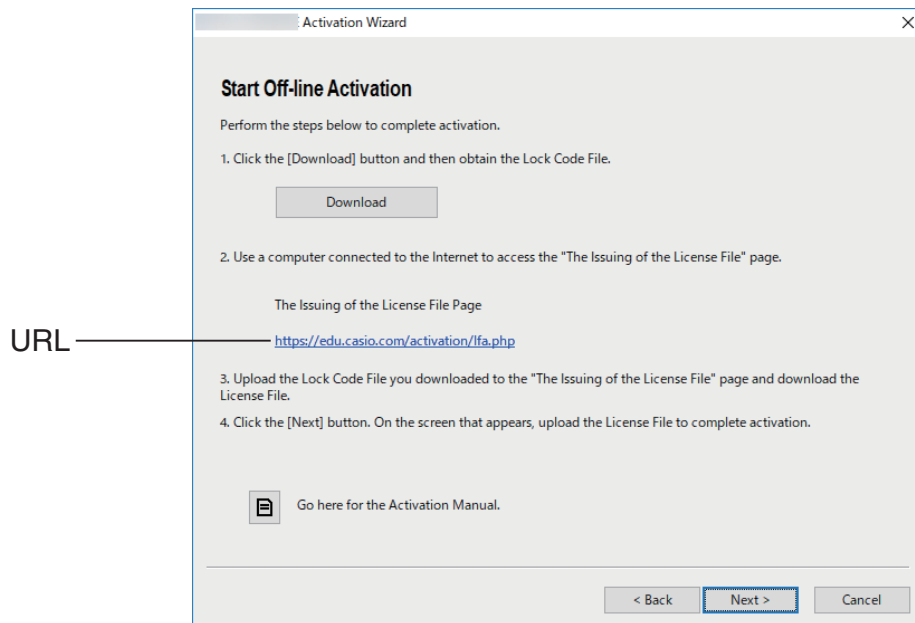 Activation Wizard
Start Off-line Activation
Perform the steps below to complete activation.
1. Click the [Download] button and then obtain the Lock Code File.
Download
2. Use a computer connected to the Internet to access the "The Issuing of the License File" page.
The Issuing of the License File Page
URL
https://edu.casio.com/activation/lfa.php
3. Upload the Lock Code File you downloaded to the "The Issuing of the License File" page and download the
License File.
4. Click the [Next] button. On the screen that appears, upload the License File to complete activation.
Go here for the Activation Manual.
< Back Next > Cancel